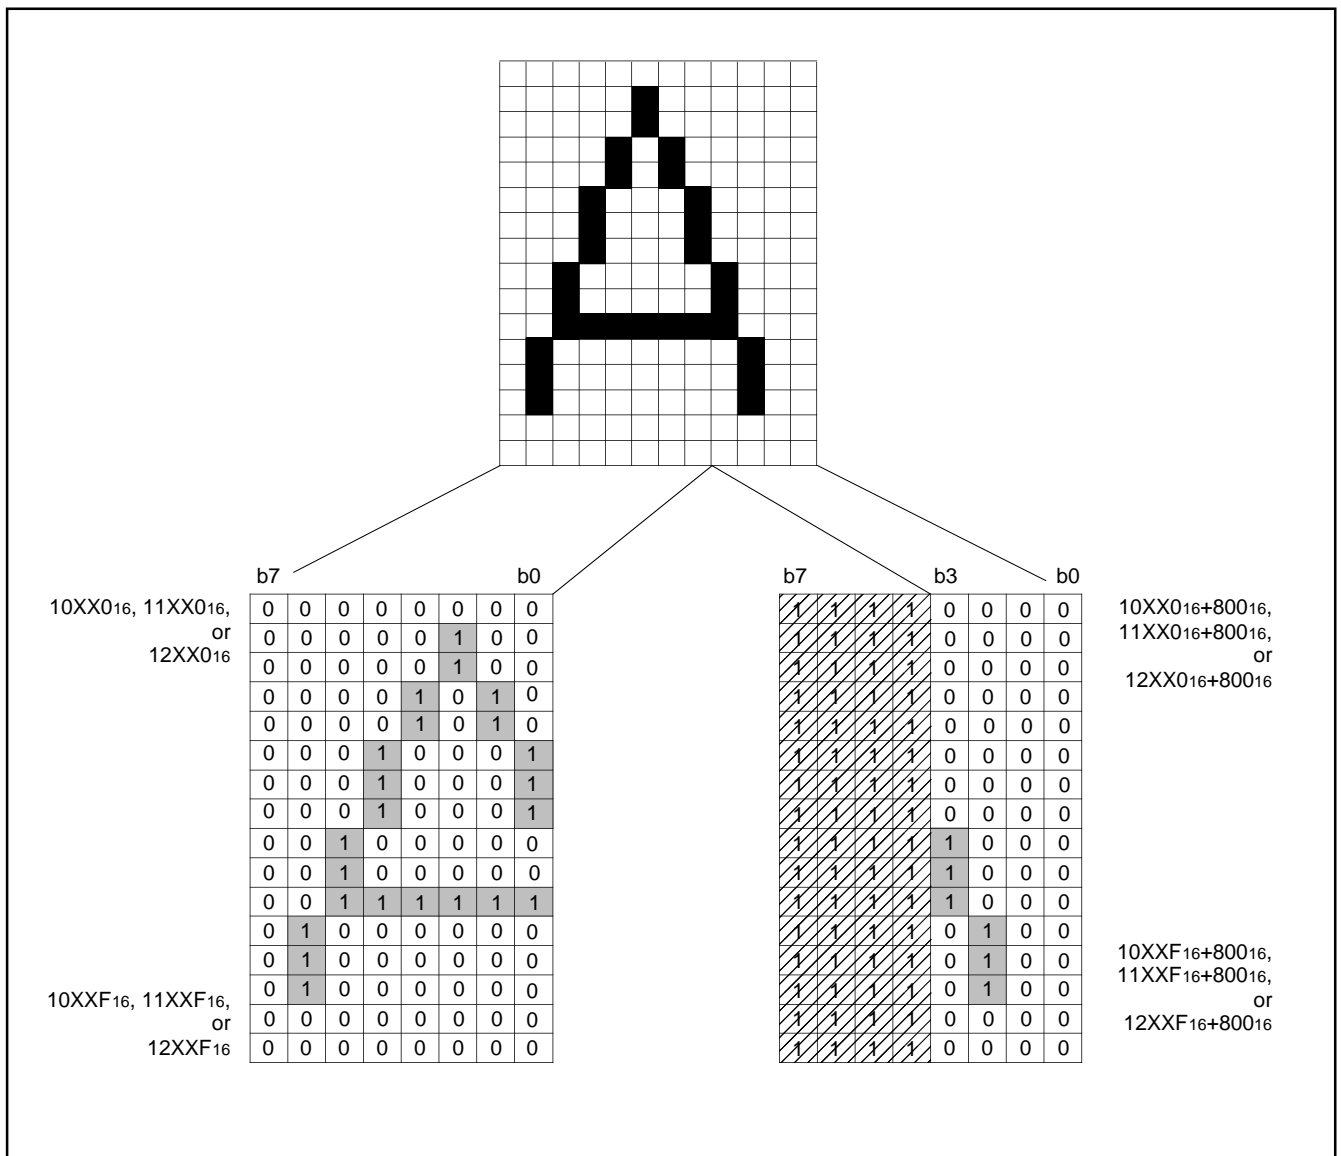 b7 b0
10XX016, 11XX016,
or
12XX016
0 0 0 0 0 0 0 0
0 0 0 0 0 1 0 0
0 0 0 0 0 1 0 0
0 0 0 0 1 0 1 0
0 0 0 0 1 0 1 0
0 0 0 1 0 0 0 1
0 0 0 1 0 0 0 1
0 0 0 1 0 0 0 1
0 0 1 0 0 0 0 0
0 0 1 0 0 0 0 0
0 0 1 1 1 1 1 1
0 1 0 0 0 0 0 0
0 1 0 0 0 0 0 0
0 1 0 0 0 0 0 0
0 0 0 0 0 0 0 0
0 0 0 0 0 0 0 0
10XXF16, 11XXF16,
or
12XXF16
b7 b3 b0
1 1 1 1 0 0 0 0
1 1 1 1 0 0 0 0
1 1 1 1 0 0 0 0
1 1 1 1 0 0 0 0
1 1 1 1 0 0 0 0
1 1 1 1 0 0 0 0
1 1 1 1 0 0 0 0
1 1 1 1 0 0 0 0
1 1 1 1 1 0 0 0
1 1 1 1 1 0 0 0
1 1 1 1 1 0 0 0
1 1 1 1 0 1 0 0
1 1 1 1 0 1 0 0
1 1 1 1 0 1 0 0
1 1 1 1 0 0 0 0
1 1 1 1 0 0 0 0
10XX016+80016,
11XX016+80016,
or
12XX016+80016
10XXF16+80016,
11XXF16+80016,
or
12XXF16+80016